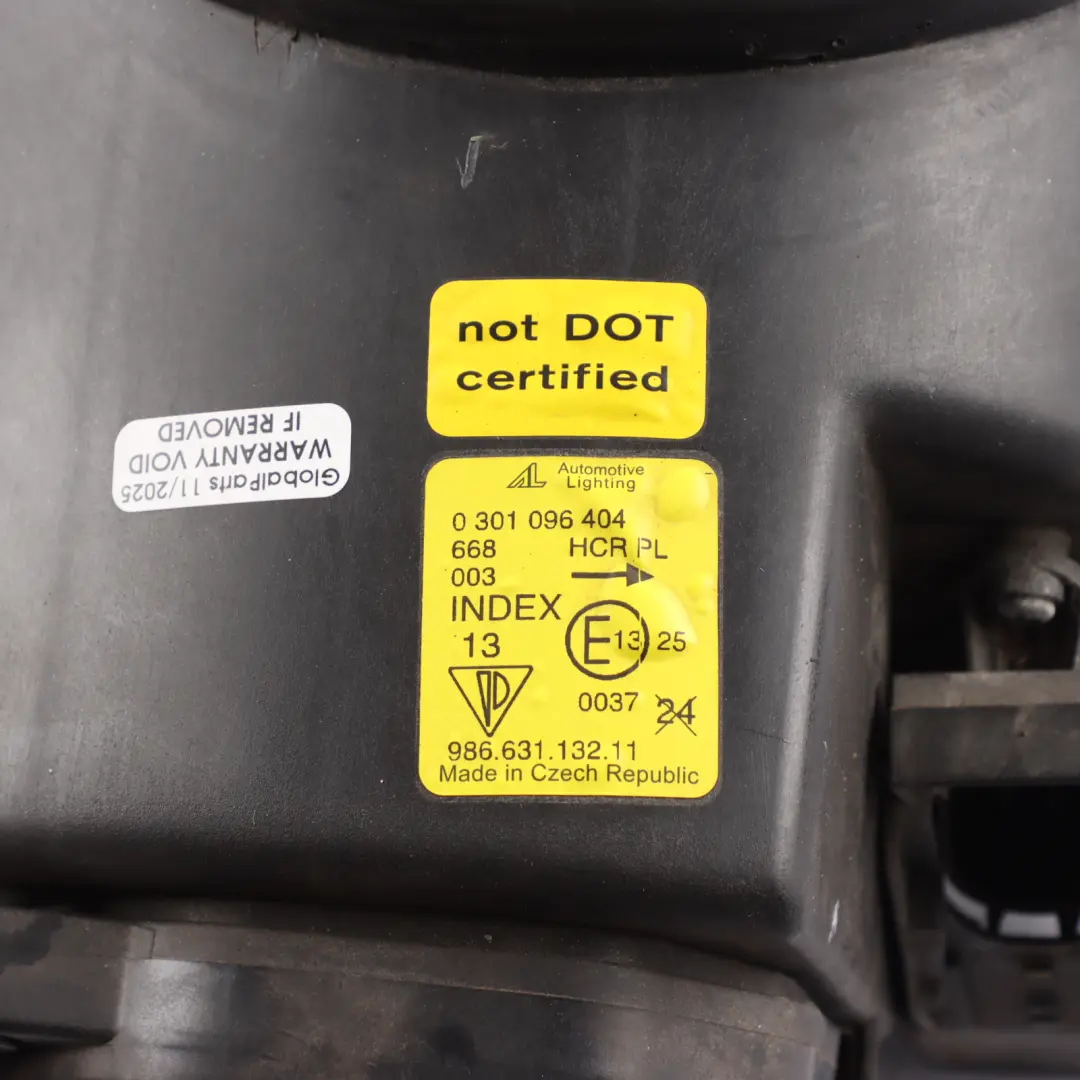 not DOT
certified
GlobalParts 11/2025
WARRANTY VOID
IF REMOVED
AL Automotive
Lighting
0 301 096 404
668 HCR PL
003
INDEX
13 E 13 25
0037 24
986.631.132.11
Made in Czech Republic